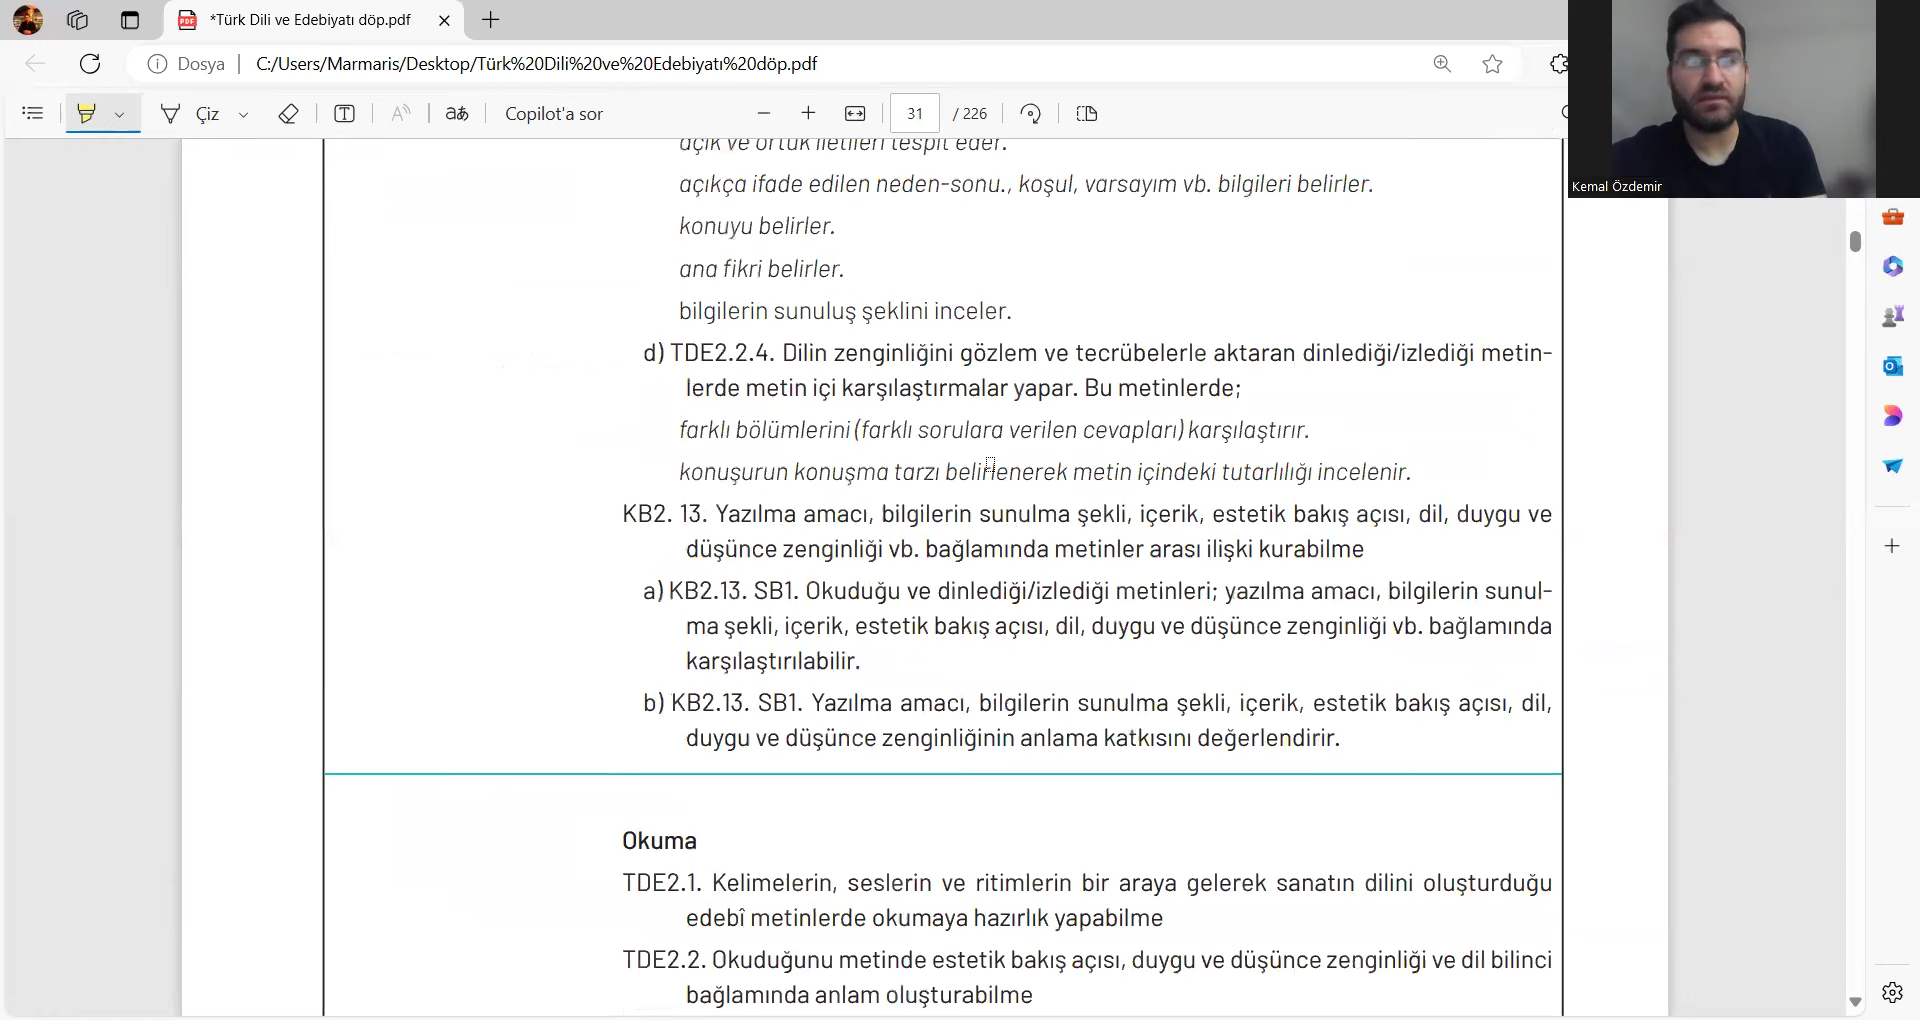 *Türk Dili ve Edebiyatı döp.pdf
Dosya
C:/Users/Marmaris/Desktop/Türk%20Dili%20ve%20Edebiyatı%20döp.pdf
Çiz
aあ
Copilot'a sor
31 / 226
Kemal Özdemir
açık ve örtük iletileri tespit eder.
açıkça ifade edilen neden-sonu., koşul, varsayım vb. bilgileri belirler.
konuyu belirler.
ana fikri belirler.
bilgilerin sunuluş şeklini inceler.
d) TDE2.2.4. Dilin zenginliğini gözlem ve tecrübelerle aktaran dinlediği/izlediği metin-
lerde metin içi karşılaştırmalar yapar. Bu metinlerde;
farklı bölümlerini (farklı sorulara verilen cevapları) karşılaştırır.
konuşurun konuşma tarzı belirlenerek metin içindeki tutarlılığı incelenir.
KB2. 13. Yazılma amacı, bilgilerin sunulma şekli, içerik, estetik bakış açısı, dil, duygu ve
düşünce zenginliği vb. bağlamında metinler arası ilişki kurabilme
a) KB2.13. SB1. Okuduğu ve dinlediği/izlediği metinleri; yazılma amacı, bilgilerin sunul-
ma şekli, içerik, estetik bakış açısı, dil, duygu ve düşünce zenginliği vb. bağlamında
karşılaştırılabilir.
b) KB2.13. SB1. Yazılma amacı, bilgilerin sunulma şekli, içerik, estetik bakış açısı, dil,
duygu ve düşünce zenginliğinin anlama katkısını değerlendirir.
Okuma
TDE2.1. Kelimelerin, seslerin ve ritimlerin bir araya gelerek sanatın dilini oluşturduğu
edebî metinlerde okumaya hazırlık yapabilme
TDE2.2. Okuduğunu metinde estetik bakış açısı, duygu ve düşünce zenginliği ve dil bilinci
bağlamında anlam oluşturabilme